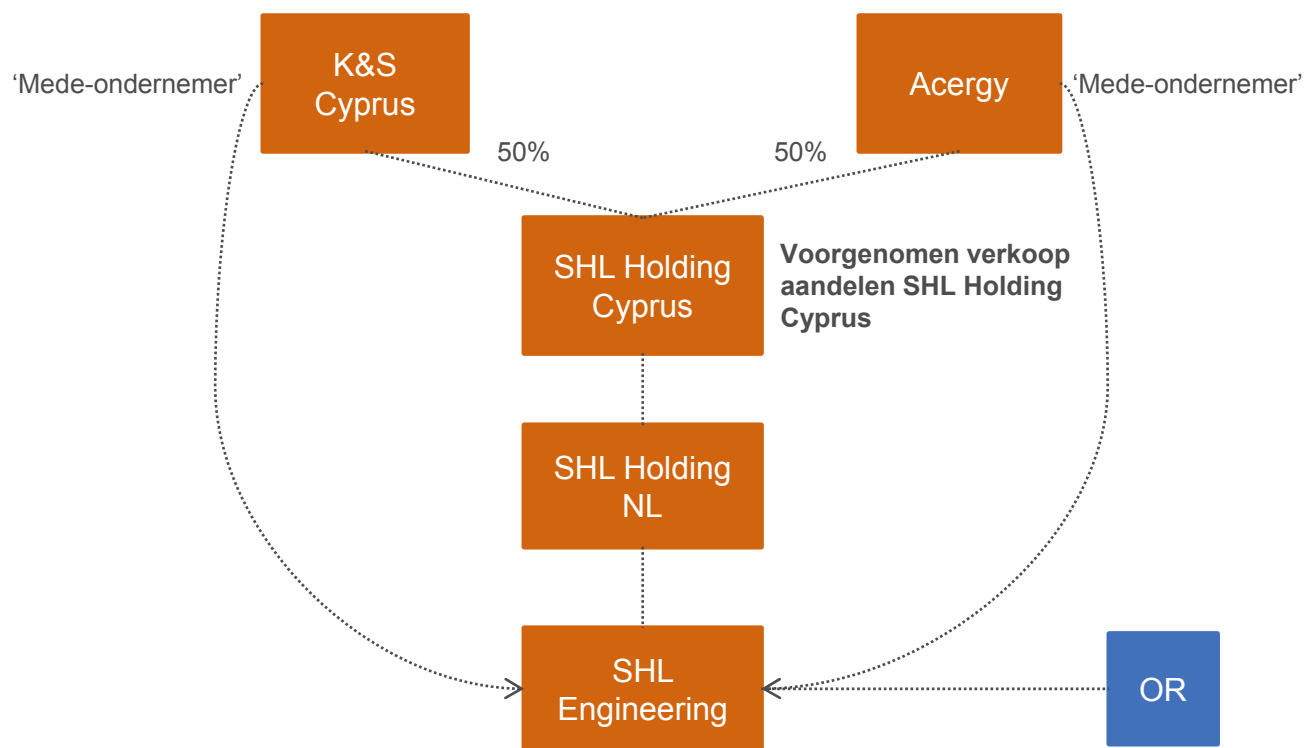 K&S
Cyprus
Acergy
‘Mede-ondernemer’
‘Mede-ondernemer’
50%
50%
SHL Holding
Cyprus
Voorgenomen verkoop
aandelen SHL Holding
Cyprus
SHL Holding
NL
SHL
Engineering
OR